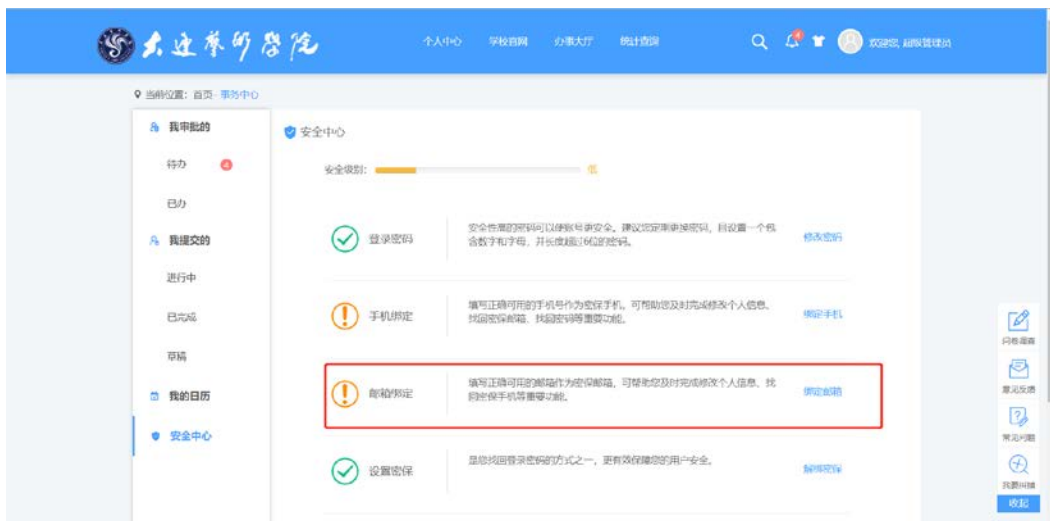 大连艺术学院
个人中心 学校官网 办事大厅 统计查询
4
欢迎您, 超级管理员
当前位置：首页- 事务中心
我审批的
待办 4
已办
我提交的
进行中
已完成
草稿
我的日历
安全中心
安全中心
安全级别： 低
登录密码
安全性高的密码可以使账号更安全。建议您定期更换密码，且设置一个包
含数字和字母，并长度超过6位的密码。
修改密码
手机绑定
填写正确可用的手机号作为密保手机，可帮助您及时完成修改个人信息、
找回密保邮箱、找回密码等重要功能。
绑定手机
邮箱绑定
填写正确可用的邮箱作为密保邮箱，可帮助您及时完成修改个人信息、找
回密保手机等重要功能。
绑定邮箱
设置密保
是您找回登录密码的方式之一，更有效保障您的用户安全。
解绑密保
问卷调查
意见反馈
常见问题
我要纠错
收起